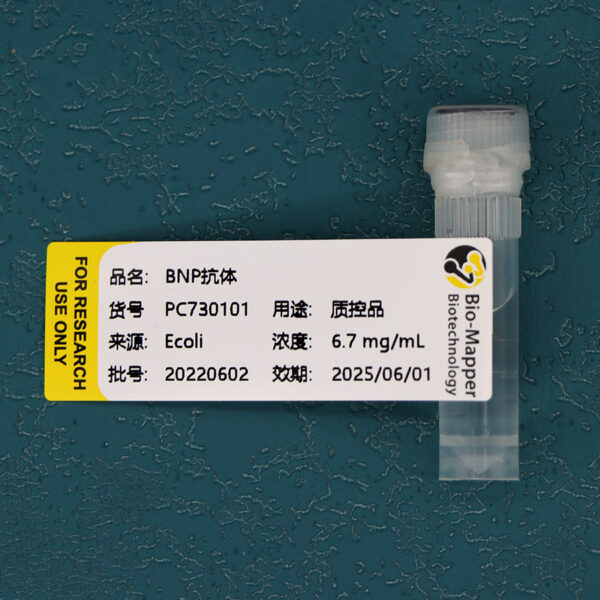 FOR RESEARCH
USE ONLY
品名: BNP抗体
货号 PC730101 用途: 质控品
来源: Ecoli 浓度: 6.7 mg/mL
批号: 20220602 效期: 2025/06/01
Bio-Mapper
Biotechnology